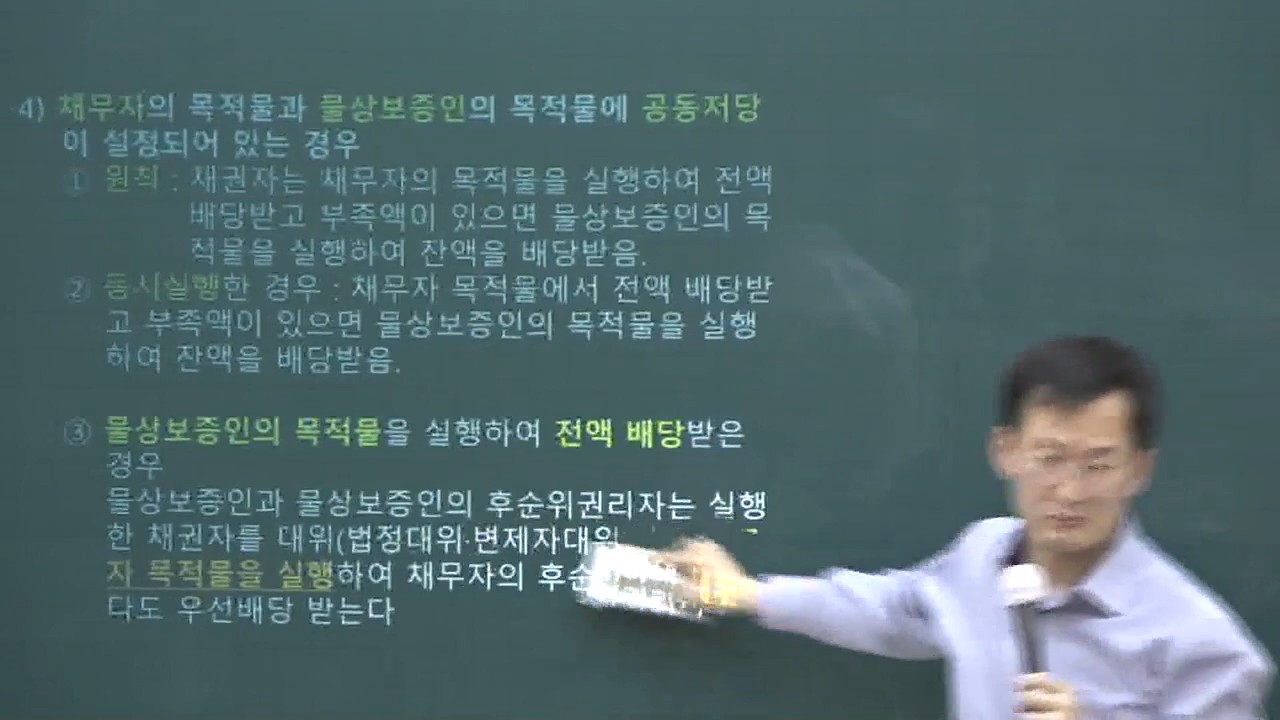 4) 채무자의 목적물과 물상보증인의 목적물에 공동저당
이 설정되어 있는 경우
① 원칙 : 채권자는 채무자의 목적물을 실행하여 전액
배당받고 부족액이 있으면 물상보증인의 목
적물을 실행하여 잔액을 배당받음.
② 동시실행한 경우 : 채무자 목적물에서 전액 배당받
고 부족액이 있으면 물상보증인의 목적물을 실행
하여 잔액을 배당받음.
③ 물상보증인의 목적물을 실행하여 전액 배당받은
경우
물상보증인과 물상보증인의 후순위권리자는 실행
한 채권자를 대위(법정대위·변제자대위
자 목적물을 실행하여 채무자의
타도 우선배당 받는다